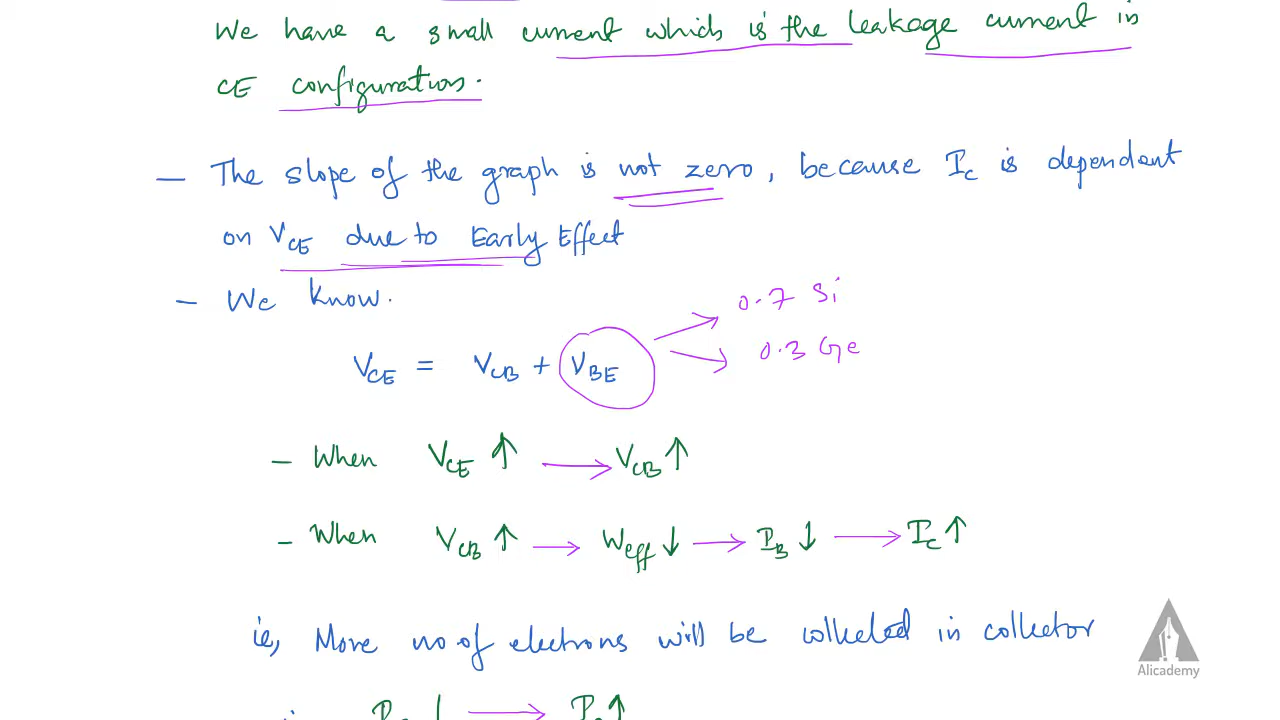 We have a small current which is the leakage current in
CE configuration.
— The slope of the graph is not zero, because IC is dependent
on VCE due to Early Effect
— We know.
0.7 Si
0.3 Ge
VCE = VCB + VBE
— When VCE ↑ → VCB ↑
— When VCB ↑ → Weff ↓ → IB ↓ → IC ↑
ie, More no of electrons will be collected in collector
Alicademy